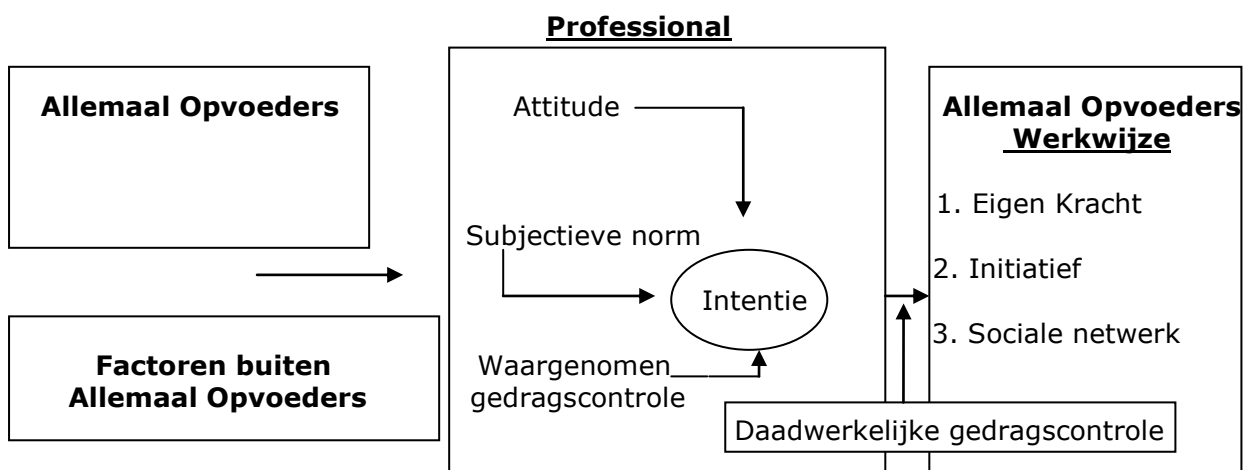 Professional
Allemaal Opvoeders
Factoren buiten
Allemaal Opvoeders
Attitude
Subjectieve norm
Intentie
Waargenomen
gedragscontrole
Daadwerkelijke gedragscontrole
Allemaal Opvoeders
Werkwijze
1. Eigen Kracht
2. Initiatief
3. Sociale netwerk